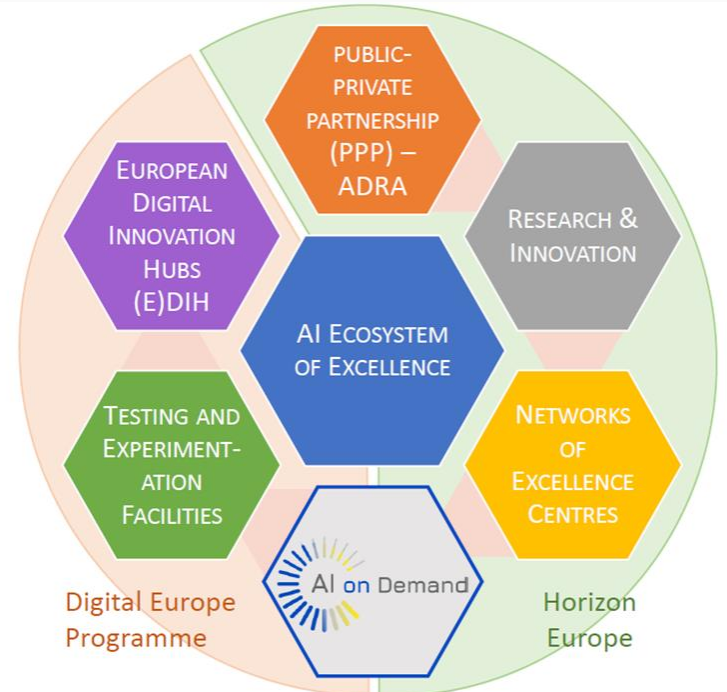 PUBLIC-
PRIVATE
PARTNERSHIP
(PPP) –
ADRA
EUROPEAN
DIGITAL
INNOVATION
HUBS
(E)DIH
RESEARCH &
INNOVATION
AI ECOSYSTEM
OF EXCELLENCE
TESTING AND
EXPERIMENT-
ATION
FACILITIES
NETWORKS
OF
EXCELLENCE
CENTRES
AI on Demand
Digital Europe
Programme
Horizon
Europe